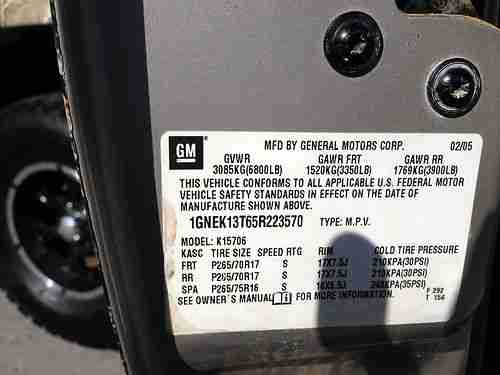 GM
MFD BY GENERAL MOTORS CORP. 02/05
GVWR GAWR FRT GAWR RR
3085KG(6800LB) 1520KG(3350LB) 1769KG(3900LB)
THIS VEHICLE CONFORMS TO ALL APPLICABLE U.S. FEDERAL MOTOR
VEHICLE SAFETY STANDARDS IN EFFECT ON THE DATE OF
MANUFACTURE SHOWN ABOVE.
1GNEK13T65R223570 TYPE: M.P.V.
MODEL: K15706
KASC TIRE SIZE SPEED RTG RIM COLD TIRE PRESSURE
FRT P265/70R17 S 17X7.5J 210KPA(30PSI)
RR P265/70R17 S 17X7.5J 210KPA(30PSI)
SPA P265/75R16 S 16X6.5J 240KPA(35PSI)
SEE OWNER'S MANUAL FOR MORE INFORMATION.
F 292
T 154